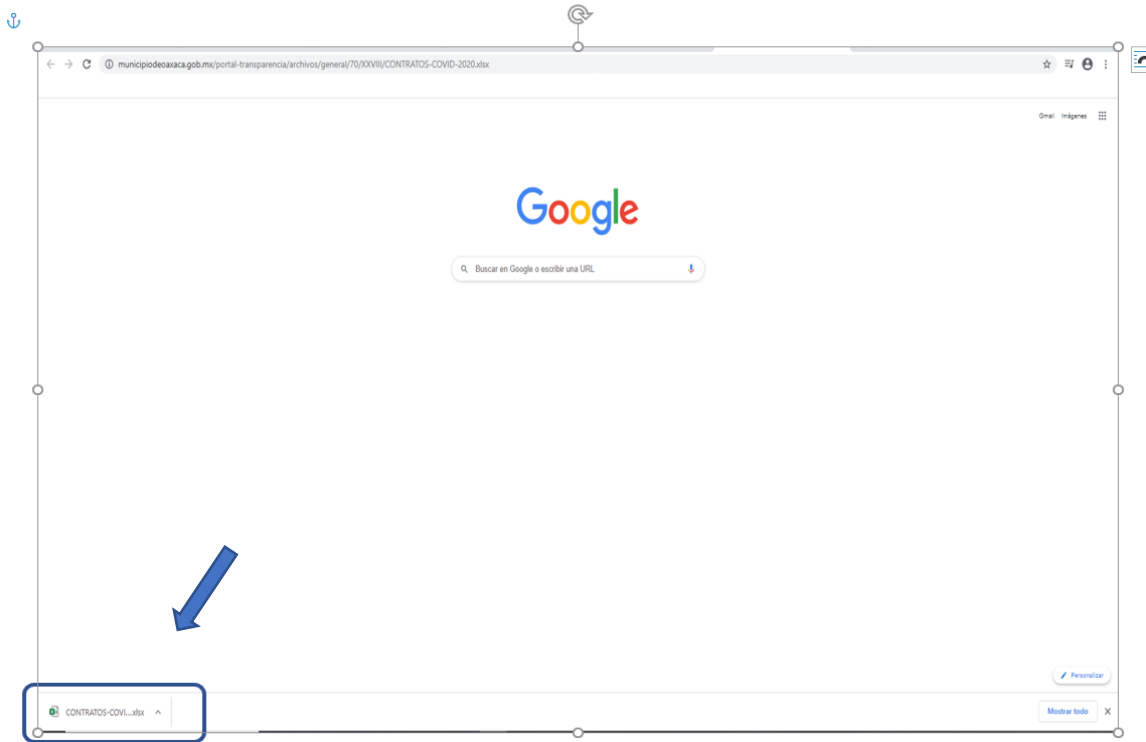 municipiodeoaxaca.gob.mx/portal-transparencia/archivos/general/70/XXVIII/CONTRATOS-COVID-2020.xlsx
Gmail Imágenes
Google
Buscar en Google o escribir una URL
Personalizar
CONTRATOS-COVI....xlsx
Mostrar todo